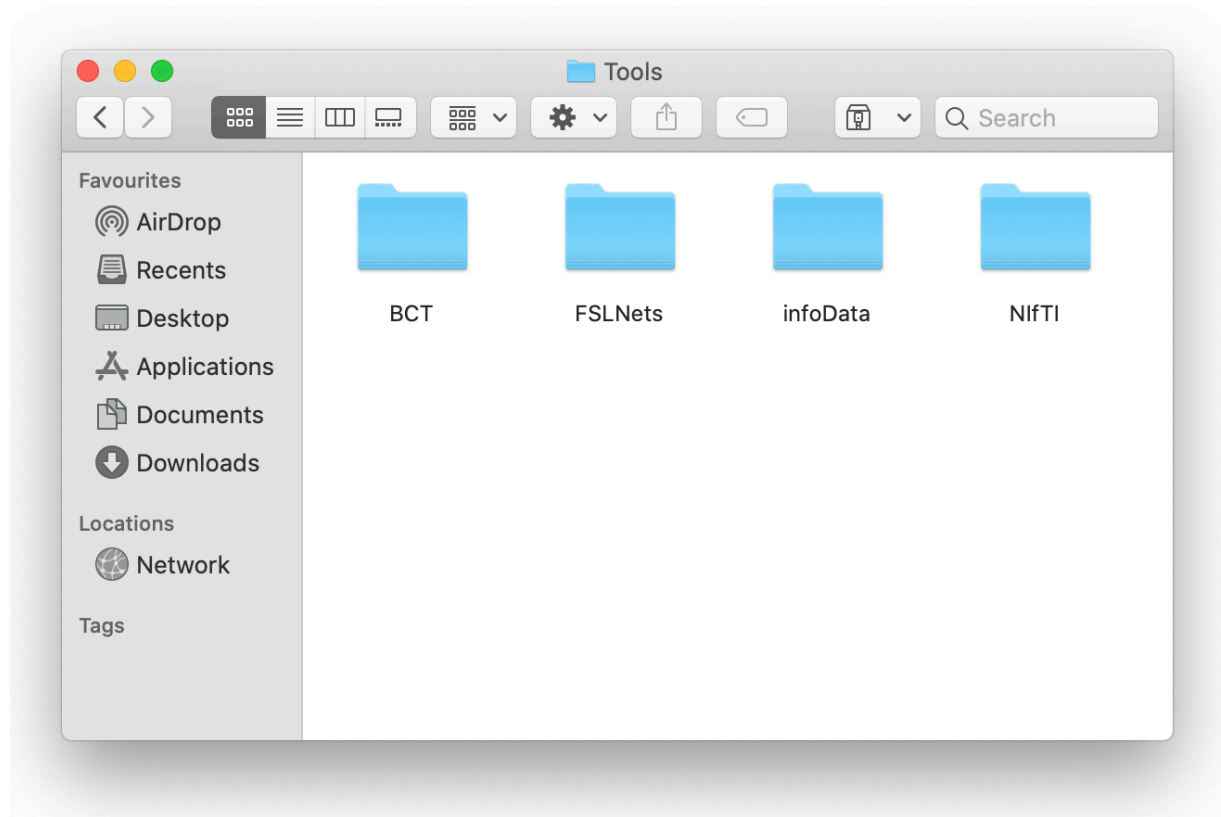 Tools
Search
Favourites
AirDrop
Recents
Desktop
Applications
Documents
Downloads
Locations
Network
Tags
BCT
FSLNets
infoData
NIfTI